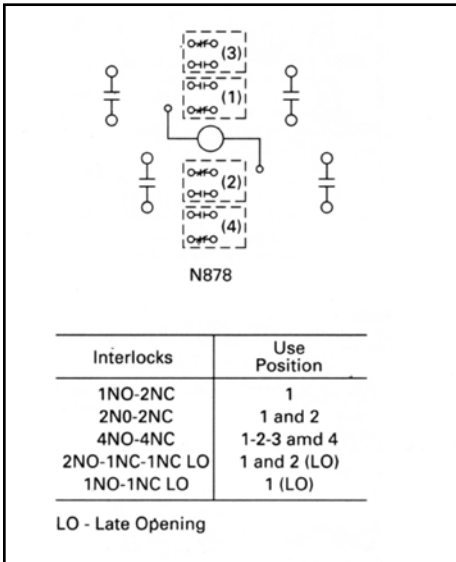 (3)
(1)
(2)
(4)
N878
Interlocks Use Position
1NO-2NC 1
2N0-2NC 1 and 2
4NO-4NC 1-2-3 amd 4
2NO-1NC-1NC LO 1 and 2 (LO)
1NO-1NC LO 1 (LO)
LO - Late Opening